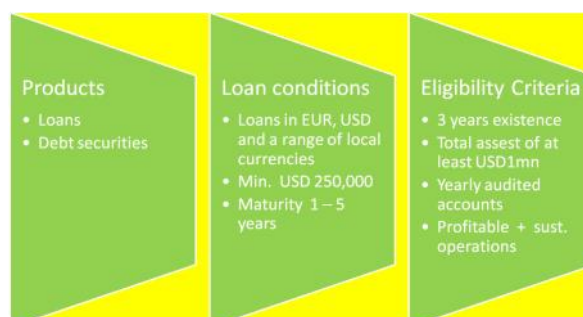 Products
• Loans
• Debt securities
Loan conditions
• Loans in EUR, USD
and a range of local
currencies
• Min. USD 250,000
• Maturity 1 – 5
years
Eligibility Criteria
• 3 years existence
• Total assest of at
least USD1mn
• Yearly audited
accounts
• Profitable + sust.
operations